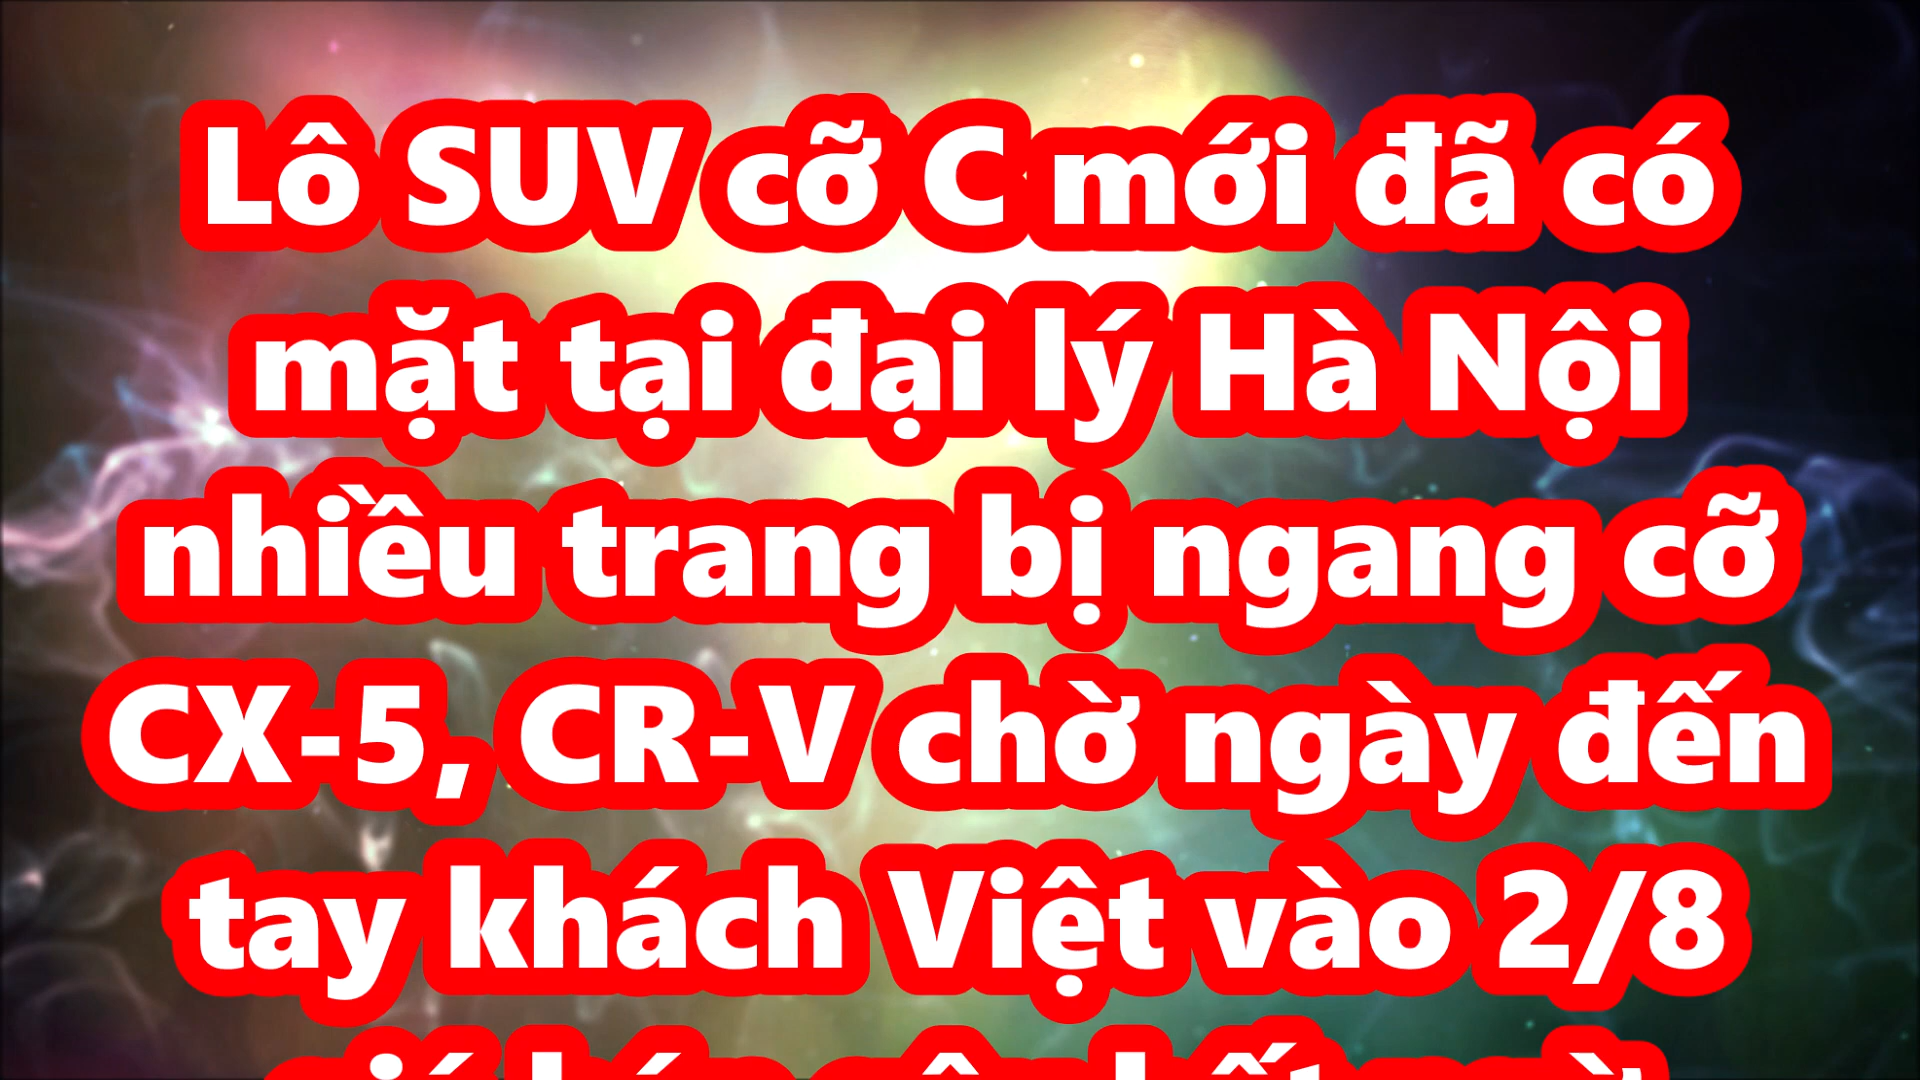 Lô SUV cỡ C mới đã có
mặt tại đại lý Hà Nội
nhiều trang bị ngang cỡ
CX-5, CR-V chờ ngày đến
tay khách Việt vào 2/8